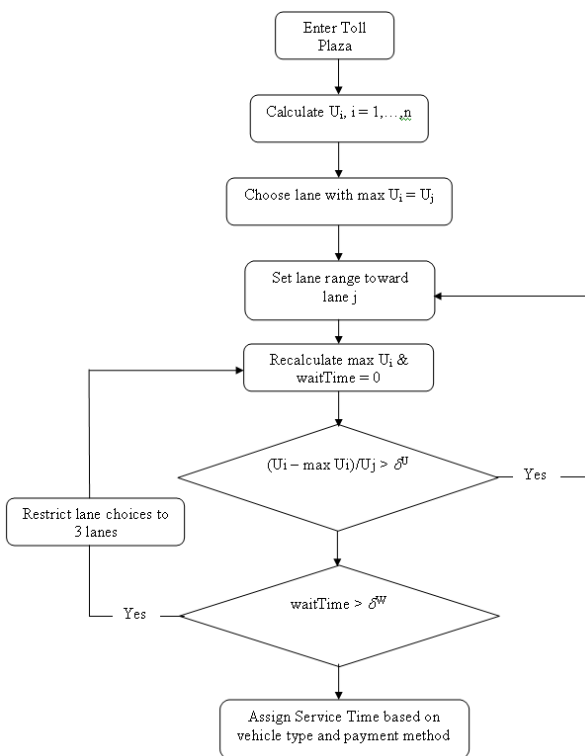 Enter Toll
Plaza
Calculate Uᵢ, i = 1,…,n
Choose lane with max Uᵢ = Uⱼ
Set lane range toward
lane j
Recalculate max Uᵢ &
waitTime = 0
(Ui – max Ui)/Uj > δᵁ
Yes
Restrict lane choices to
3 lanes
waitTime > δᵂ
Yes
Assign Service Time based on
vehicle type and payment method